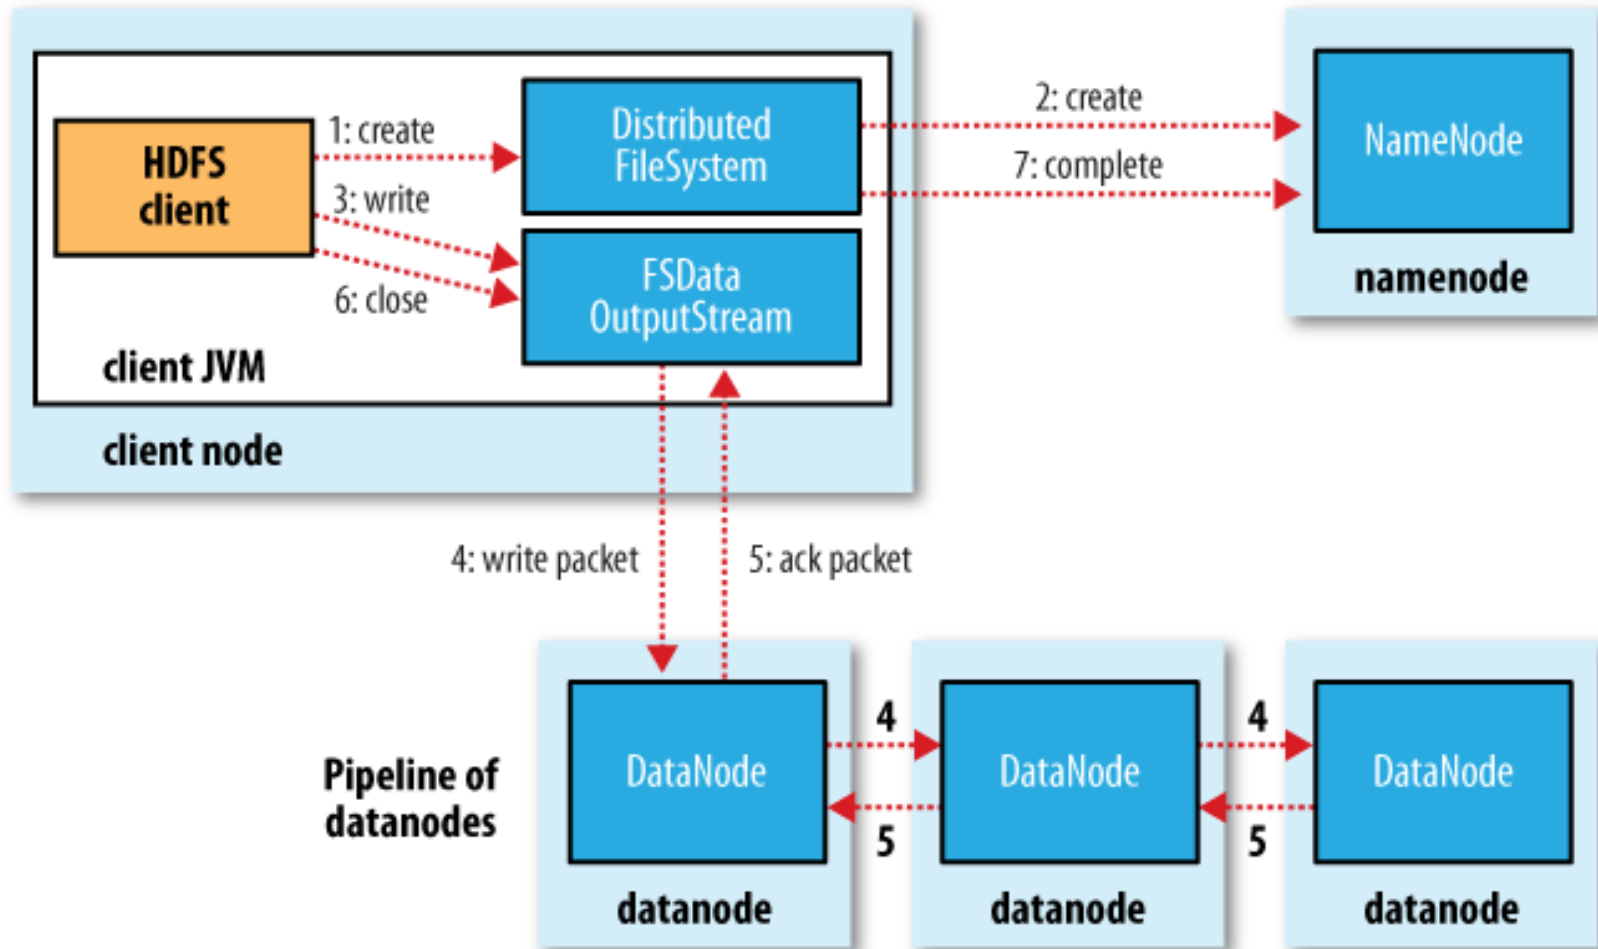 1: create
Distributed
FileSystem
2: create
NameNode
7: complete
HDFS
client
3: write
6: close
FSData
OutputStream
namenode
client JVM
client node
4: write packet
5: ack packet
Pipeline of
datanodes
DataNode
4
5
DataNode
4
5
DataNode
datanode
datanode
datanode